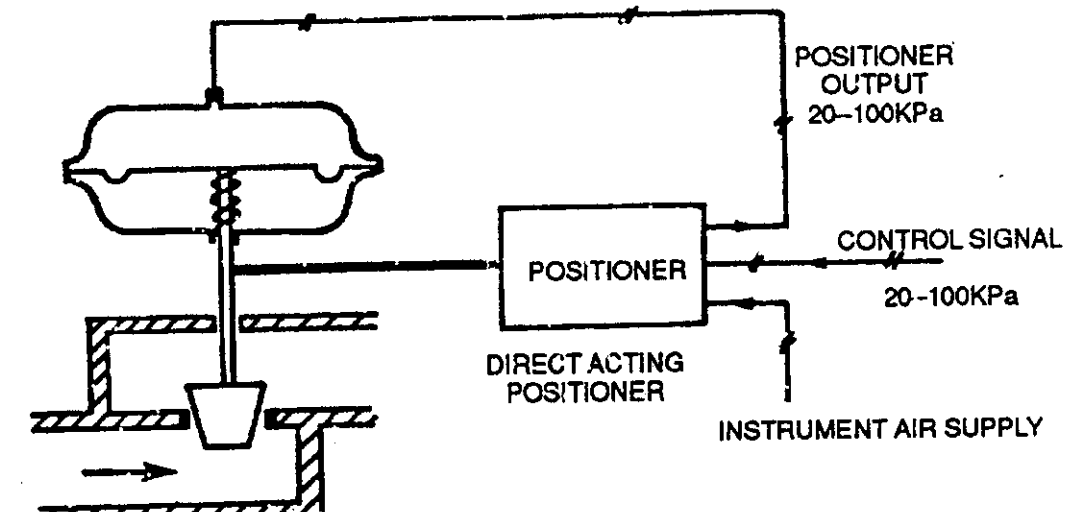 POSITIONER
OUTPUT
20-100KPa
CONTROL SIGNAL
POSITIONER
20-100KPa
DIRECT ACTING
POSITIONER
INSTRUMENT AIR SUPPLY